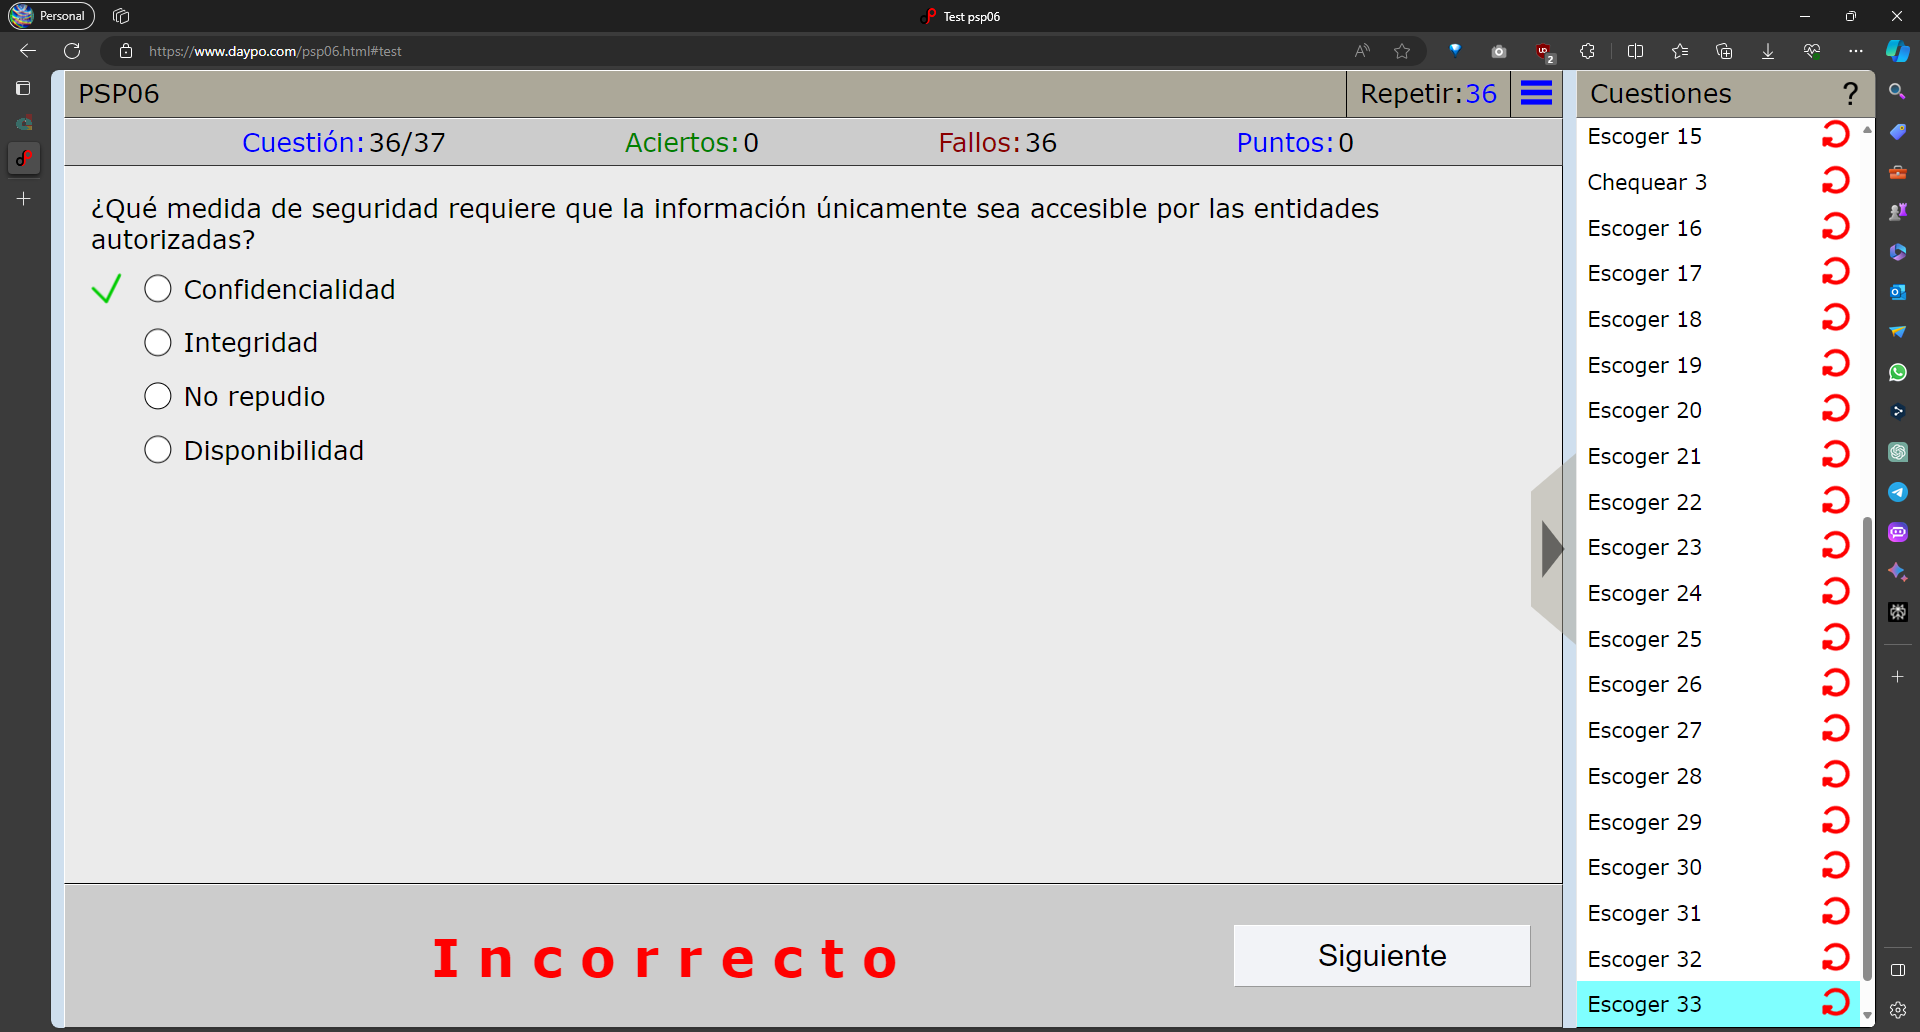 Personal
Test psp06
https://www.daypo.com/psp06.html#test
2
PSP06
Repetir:36
Cuestiones
?
Cuestión:36/37
Aciertos:0
Fallos:36
Puntos:0
¿Qué medida de seguridad requiere que la información únicamente sea accesible por las entidades
autorizadas?
Confidencialidad
Integridad
No repudio
Disponibilidad
Incorrecto
Siguiente
Escoger 15
Chequear 3
Escoger 16
Escoger 17
Escoger 18
Escoger 19
Escoger 20
Escoger 21
Escoger 22
Escoger 23
Escoger 24
Escoger 25
Escoger 26
Escoger 27
Escoger 28
Escoger 29
Escoger 30
Escoger 31
Escoger 32
Escoger 33